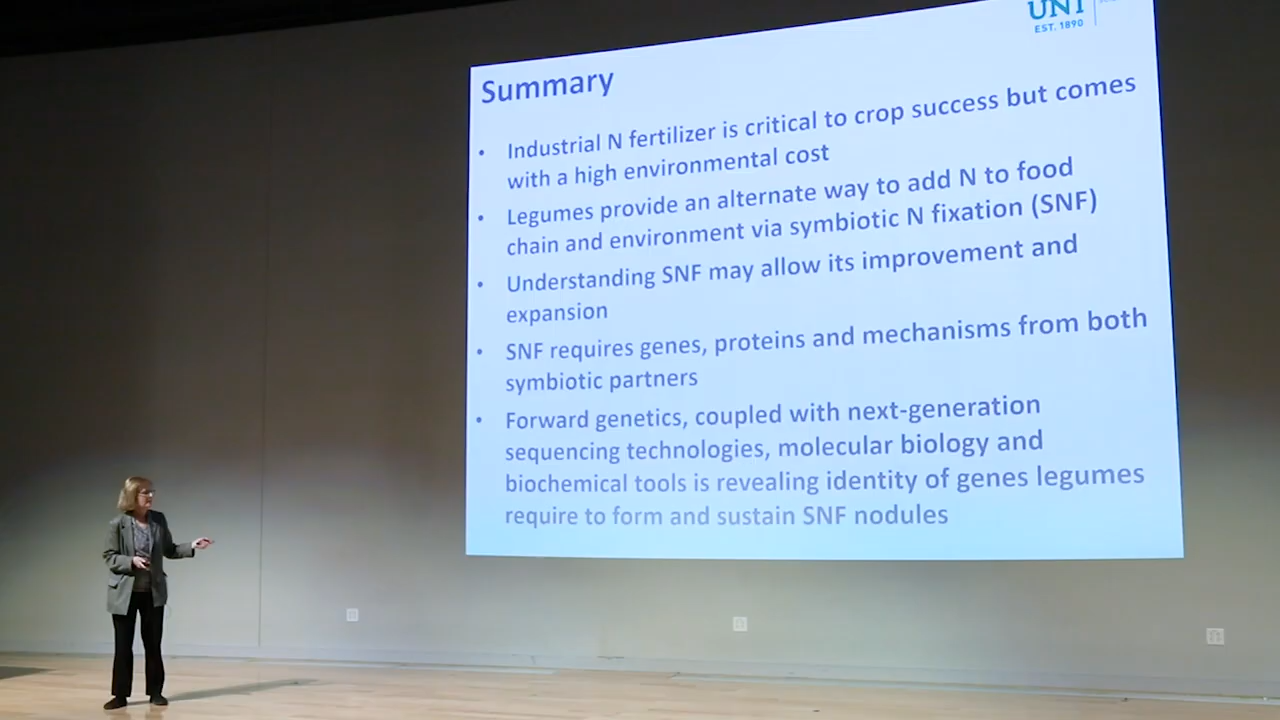 UNT
EST. 1890
Summary
• Industrial N fertilizer is critical to crop success but comes
with a high environmental cost
• Legumes provide an alternate way to add N to food
chain and environment via symbiotic N fixation (SNF)
• Understanding SNF may allow its improvement and
expansion
• SNF requires genes, proteins and mechanisms from both
symbiotic partners
• Forward genetics, coupled with next-generation
sequencing technologies, molecular biology and
biochemical tools is revealing identity of genes legumes
require to form and sustain SNF nodules